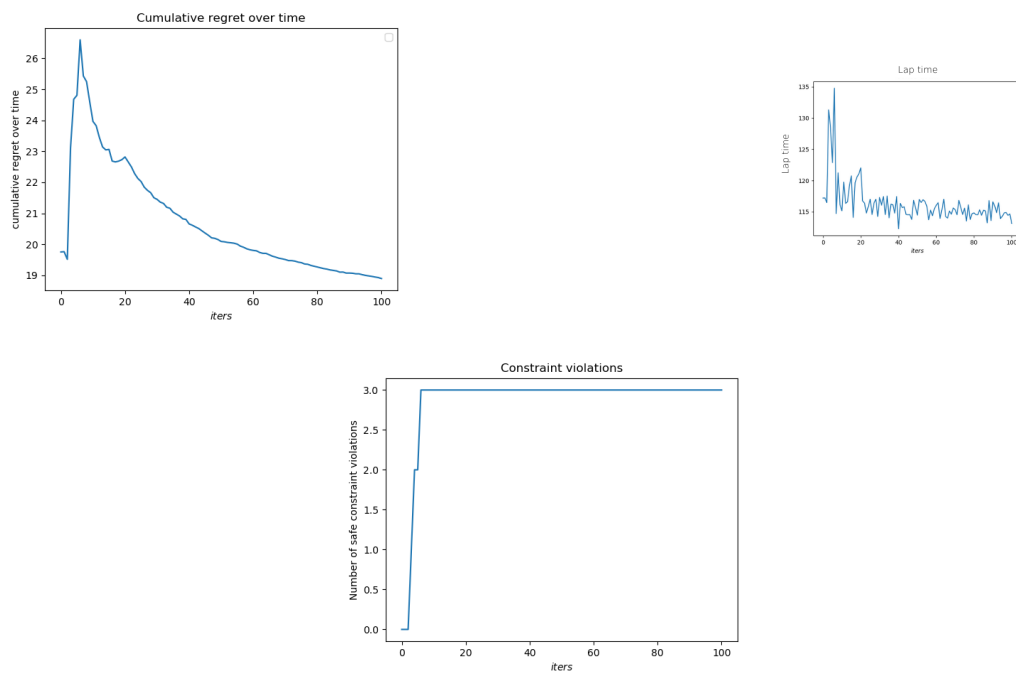 Cumulative regret over time
cumulative regret over time
26
25
24
23
22
21
20
19
0 20 40 60 80 100
iters
Lap time
Lap time
135
130
125
120
115
0 20 40 60 80 100
iters
Constraint violations
Number of safe constraint violations
3.0
2.5
2.0
1.5
1.0
0.5
0.0
0 20 40 60 80 100
iters